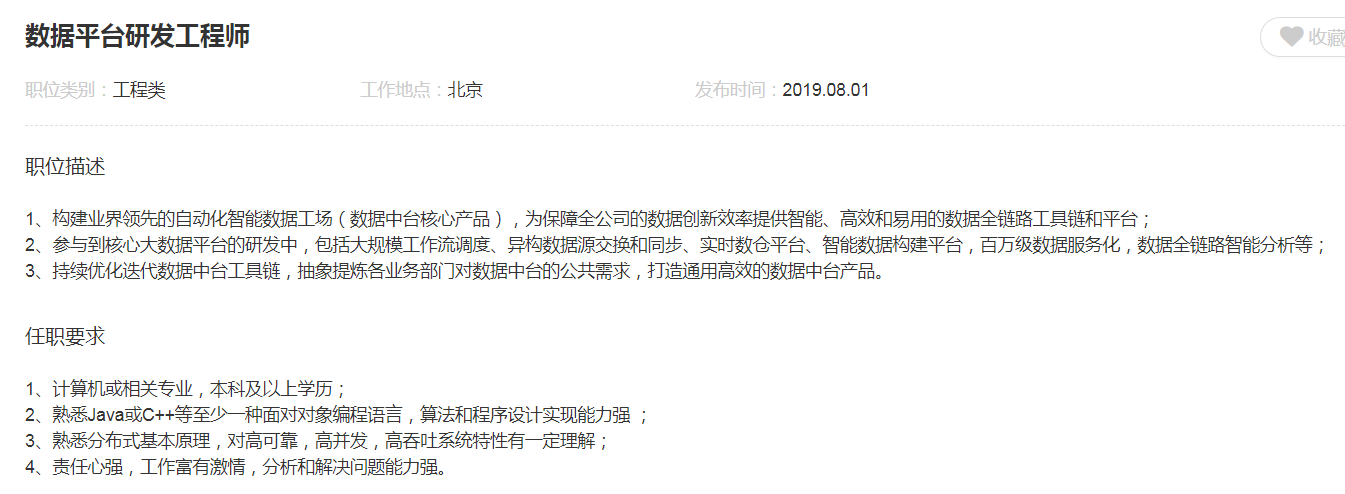 数据平台研发工程师
收藏
职位类别：工程类 工作地点：北京 发布时间：2019.08.01
职位描述
1、构建业界领先的自动化智能数据工场（数据中台核心产品），为保障全公司的数据创新效率提供智能、高效和易用的数据全链路工具链和平台；
2、参与到核心大数据平台的研发中，包括大规模工作流调度、异构数据源交换和同步、实时数仓平台、智能数据构建平台，百万级数据服务化，数据全链路智能分析等；
3、持续优化迭代数据中台工具链，抽象提炼各业务部门对数据中台的公共需求，打造通用高效的数据中台产品。
任职要求
1、计算机或相关专业，本科及以上学历；
2、熟悉Java或C++等至少一种面对对象编程语言，算法和程序设计实现能力强 ；
3、熟悉分布式基本原理，对高可靠，高并发，高吞吐系统特性有一定理解；
4、责任心强，工作富有激情，分析和解决问题能力强。